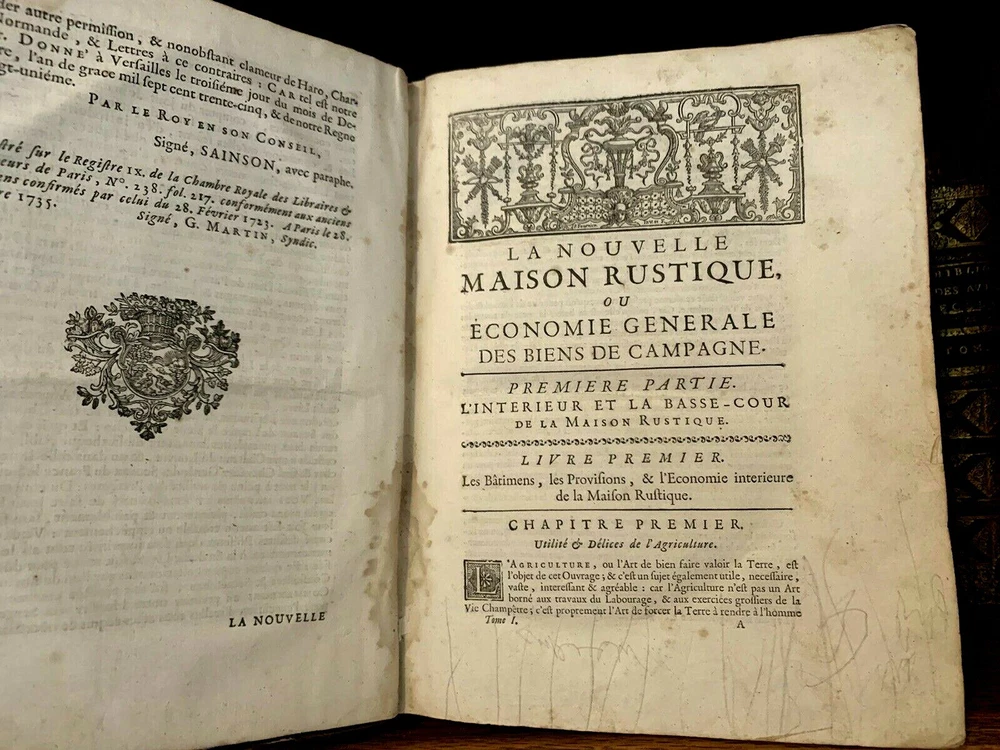 der autre permiſſion, & nonobſtant clameur de Haro, Char-
Normande, & Lettres à ce contraires: CAR tel est notre
DONNE' à Verſailles le troiſiéme jour du mois de De-
l'an de grace mil ſept cent trente-cinq, & de notre Regne
gt-uniéme.
PAR LE ROY EN SON CONSEIL,
Signé, SAINSON, avec paraphe.
ſtré ſur le Regiſtre IX. de la Chambre Royale des Libraires &
eurs de Paris, N°. 238. fol. 217. conformément aux anciens
ens confirmés par celui du 28. Février 1723. A Paris le 28.
re 1735.
Signé, G. MARTIN, Syndic.
LA NOUVELLE
LA NOUVELLE
MAISON RUSTIQUE,
OU
ÉCONOMIE GENERALE
DES BIENS DE CAMPAGNE.
PREMIERE PARTIE.
L'INTERIEUR ET LA BASSE-COUR
DE LA MAISON RUSTIQUE.
LIVRE PREMIER.
Les Bâtimens, les Proviſions, & l'Economie interieure
de la Maiſon Ruſtique.
CHAPITRE PREMIER.
Utilité & Délices de l'Agriculture.
L'AGRICULTURE, ou l'Art de bien faire valoir la Terre, eſt
l'objet de cet Ouvrage; & c'eſt un ſujet également utile, neceſſaire,
vaſte, intereſſant & agréable: car l'Agriculture n'eſt pas un Art
borné aux travaux du Labourage, & aux exercices groſſiers de la
Vie Champêtre; c'eſt proprement l'Art de forcer la Terre à rendre à l'homme
Tome I. A